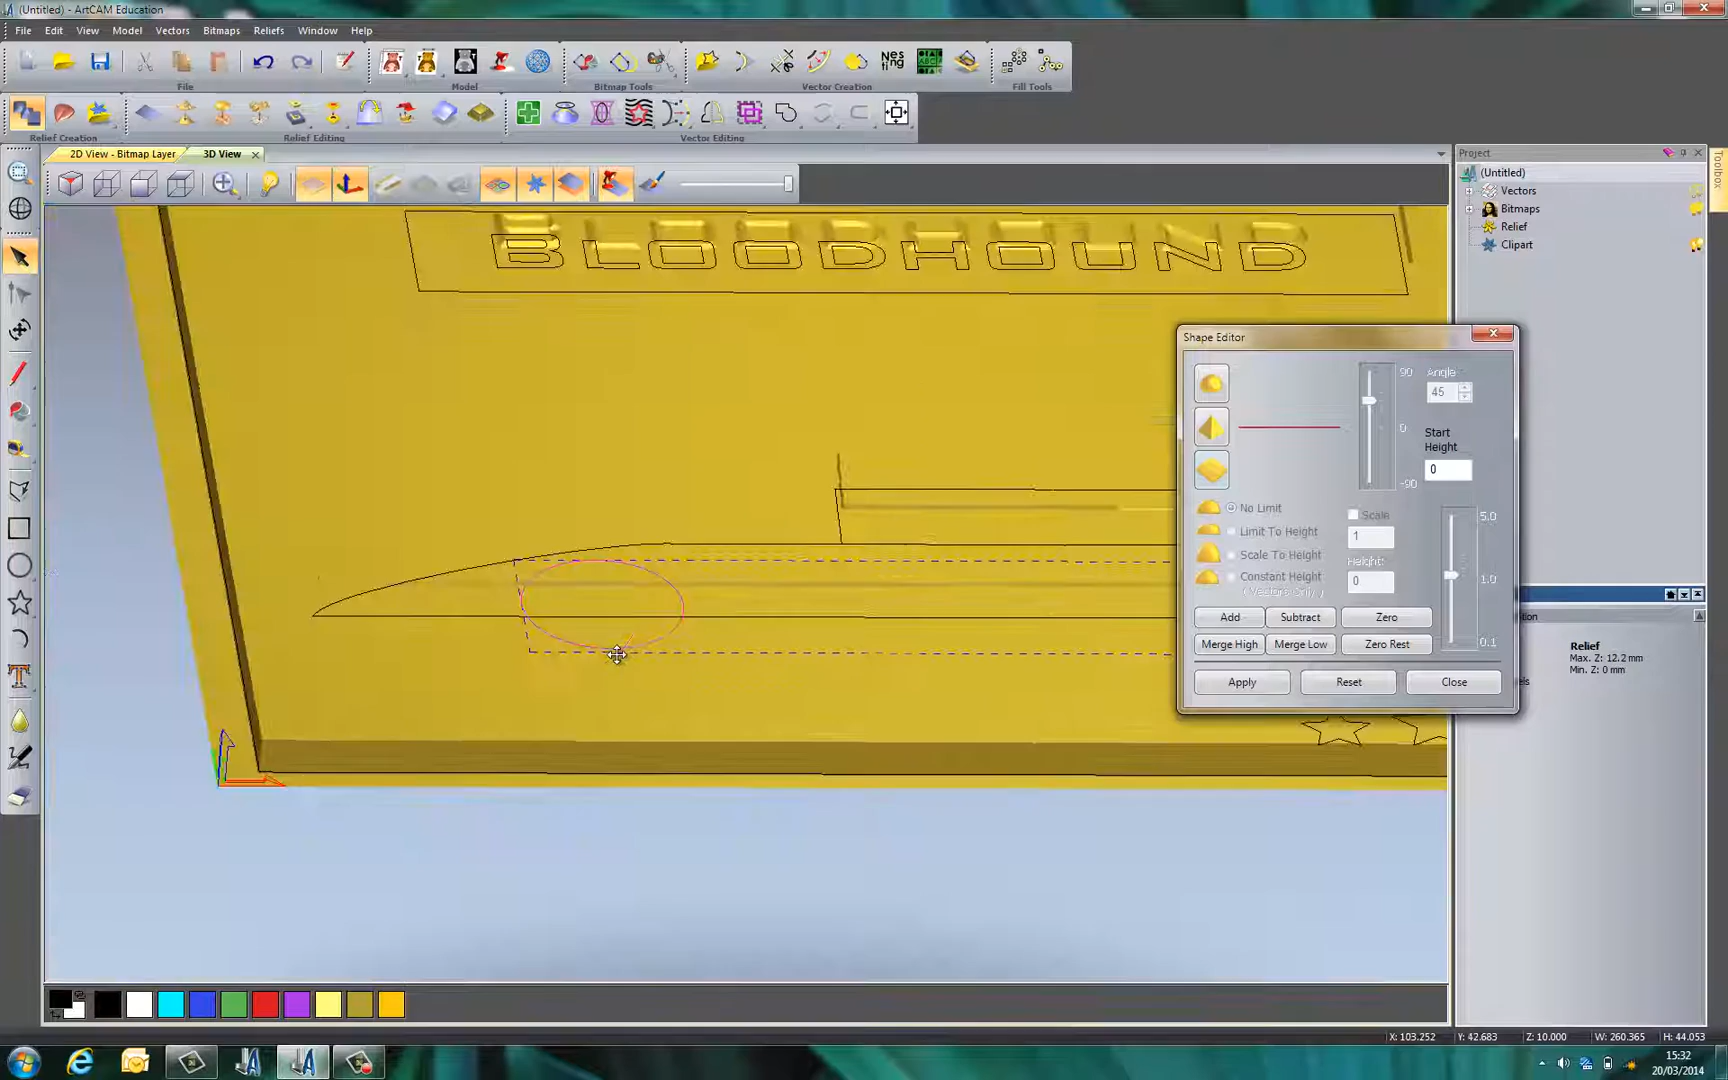 (Untitled) - ArtCAM Education
File Edit View Model Vectors Bitmaps Reliefs Window Help
Nes
ting
ABC
File Model Bitmap Tools Vector Creation Fill Tools
Relief Creation Relief Editing Vector Editing
2D View - Bitmap Layer 3D View
Project
Toolbox
(Untitled)
Vectors
Bitmaps
Relief
Clipart
BLOODHOUND
Shape Editor
90 Angle
45
0
Start
Height
0
-90
No Limit
Scale
5.0
Limit To Height
1
Scale To Height
Height:
1.0
Constant Height
0
( Vectors Only )
Add Subtract Zero
0.1
Merge High Merge Low Zero Rest
Apply Reset Close
Relief
Max. Z: 12.2 mm
Min. Z: 0 mm
X: 103.252 Y: 42.683 Z: 10.000 W: 260.365 H: 44.053
15:32
20/03/2014